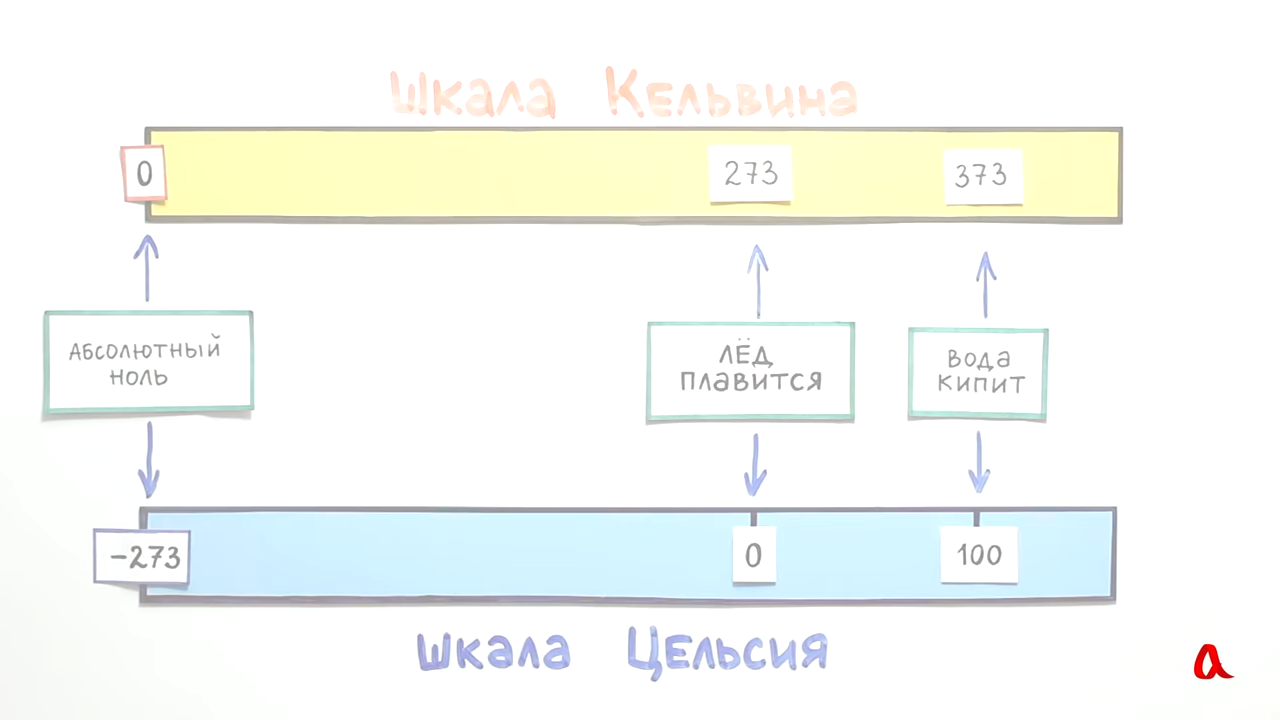 Шкала Кельвина
0
273
373
Абсолютный
ноль
Лёд
плавится
Вода
кипит
-273
0
100
Шкала Цельсия
a